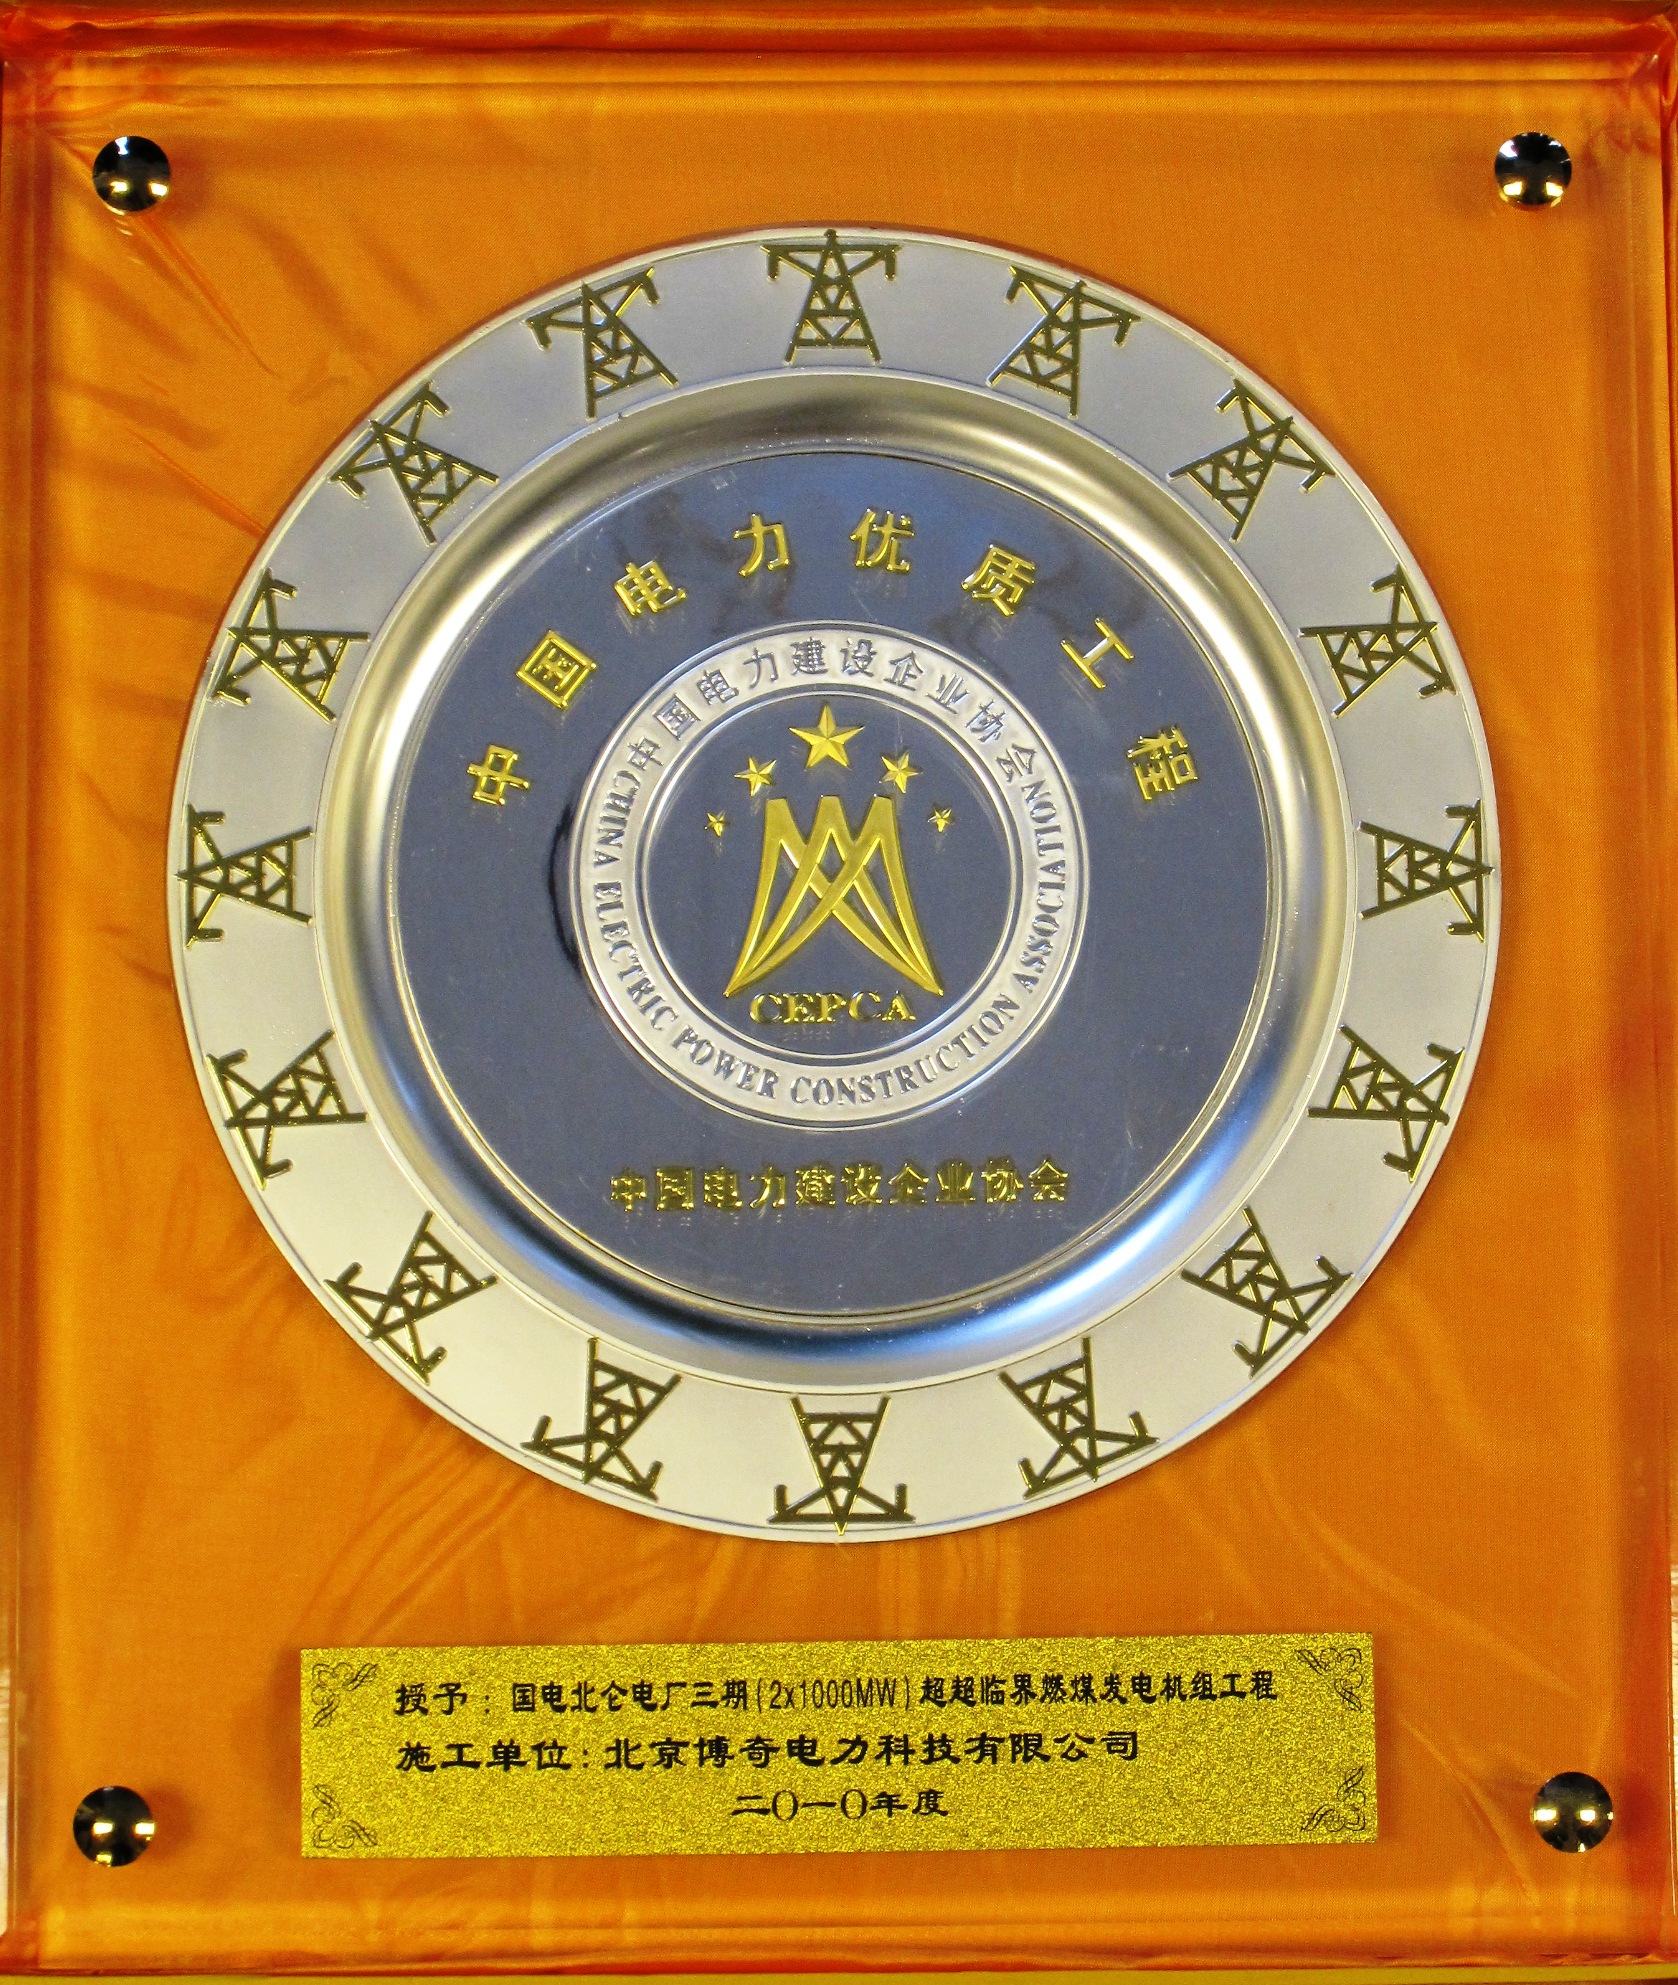 中国电力优质工程
中国电力建设企业协会
CHINA ELECTRIC POWER CONSTRUCTION ASSOCIATION
CEPCA
中国电力建设企业协会
授予：国电北仑电厂三期(2x1000MW)超超临界燃煤发电机组工程
施工单位：北京博奇电力科技有限公司
二〇一〇年度